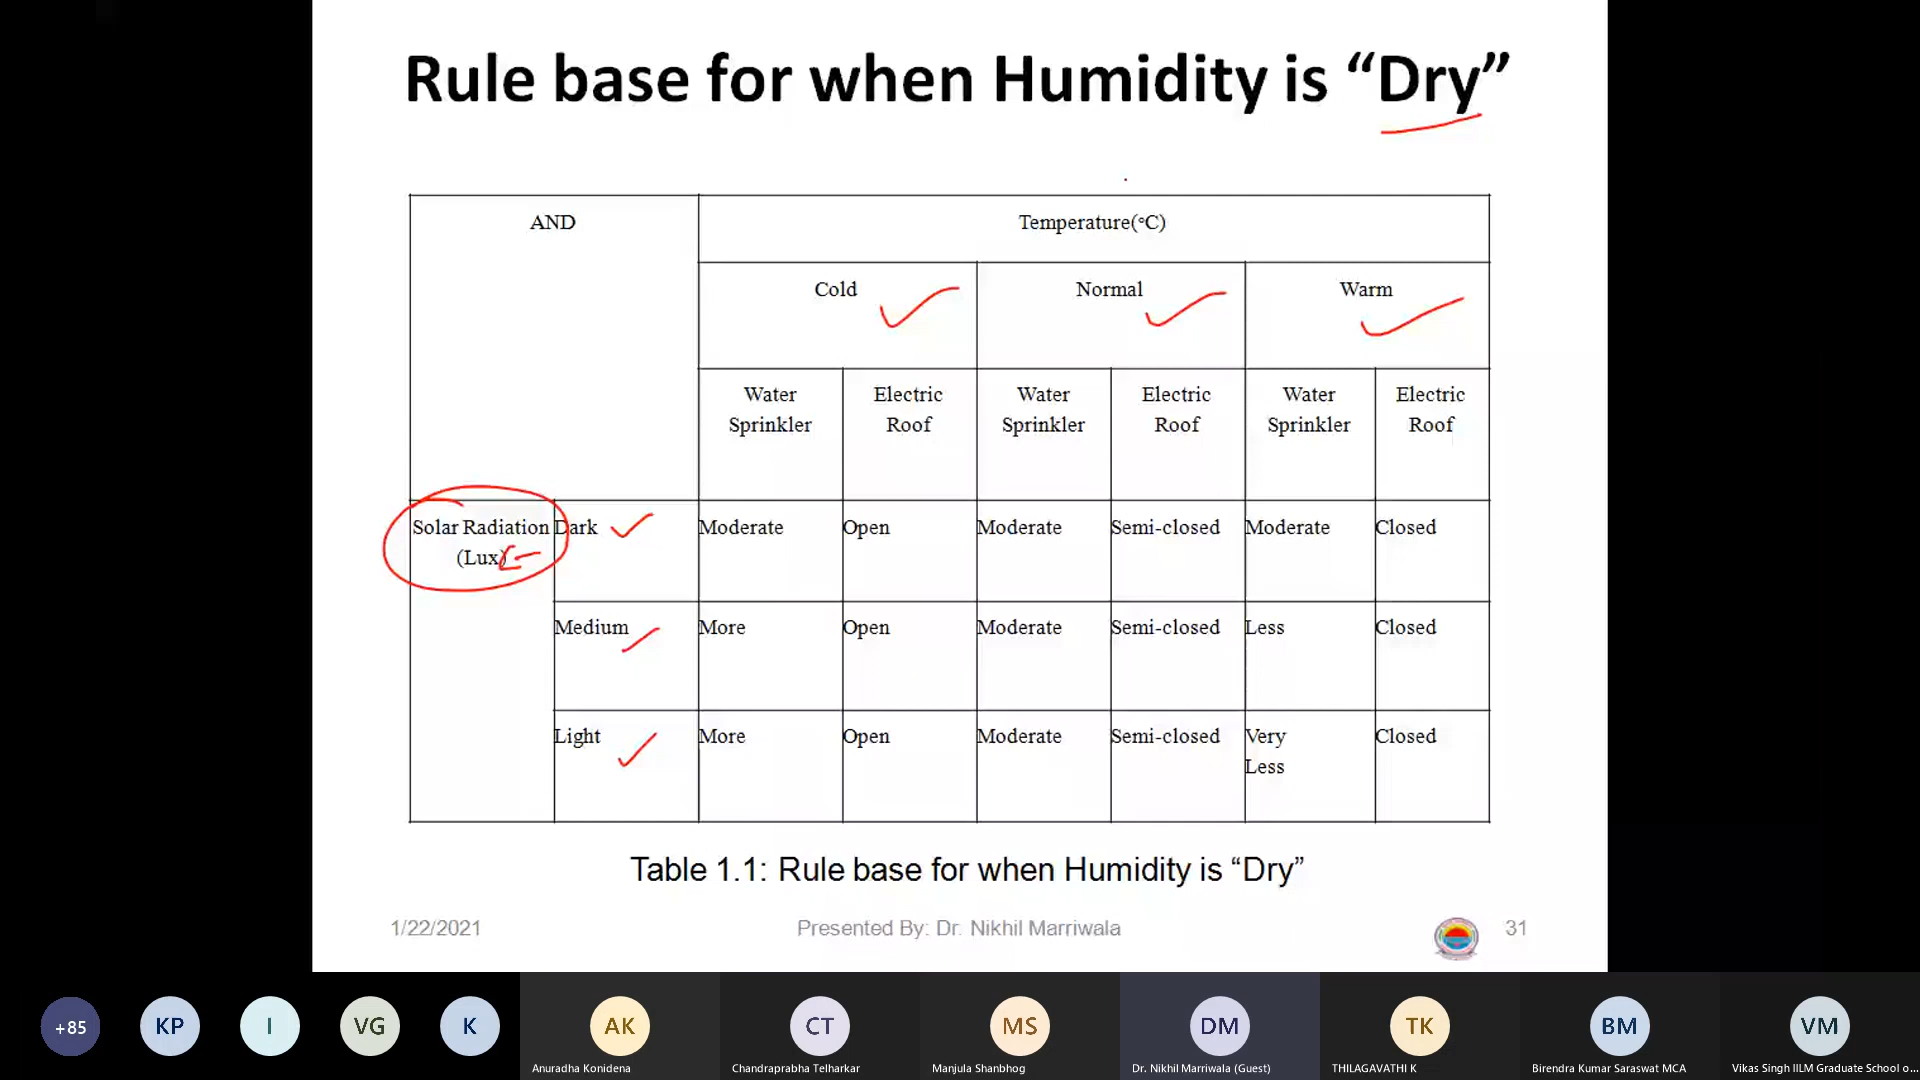 Rule base for when Humidity is “Dry”
AND
Temperature(°C)
Cold
Normal
Warm
Water
Sprinkler
Electric
Roof
Water
Sprinkler
Electric
Roof
Water
Sprinkler
Electric
Roof
Solar Radiation
(Lux)
Dark
Moderate
Open
Moderate
Semi-closed
Moderate
Closed
Medium
More
Open
Moderate
Semi-closed
Less
Closed
Light
More
Open
Moderate
Semi-closed
Very
Less
Closed
Table 1.1: Rule base for when Humidity is “Dry”
1/22/2021
Presented By: Dr. Nikhil Marriwala
31
+85
KP
I
VG
K
AK
CT
MS
DM
TK
BM
VM
Anuradha Konidena
Chandraprabha Telharkar
Manjula Shanbhog
Dr. Nikhil Marriwala (Guest)
THILAGAVATHI K
Birendra Kumar Saraswat MCA
Vikas Singh IILM Graduate School o...